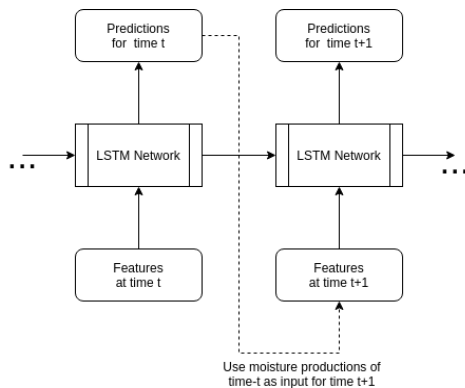 Predictions
for time t
Predictions
for time t+1
...
LSTM Network
LSTM Network
...
Features
at time t
Features
at time t+1
Use moisture productions of
time-t as input for time t+1